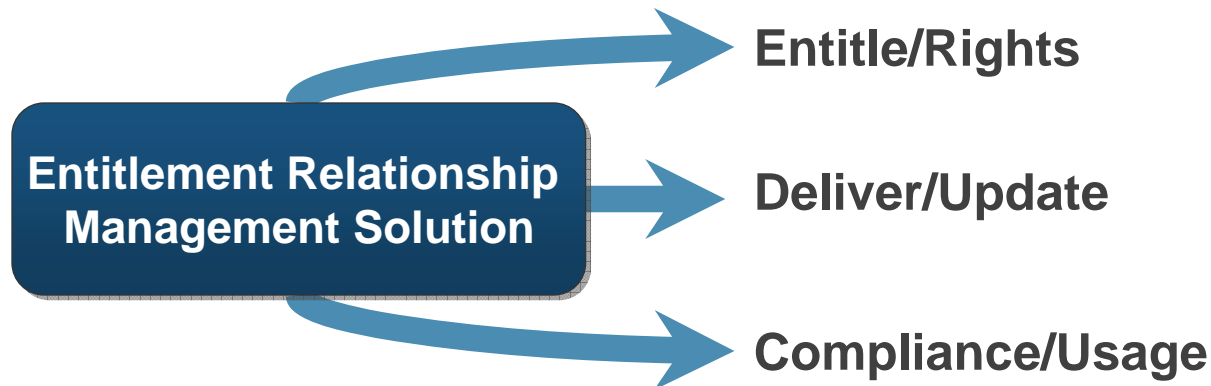 Entitle/Rights
Entitlement Relationship
Management Solution
Deliver/Update
Compliance/Usage